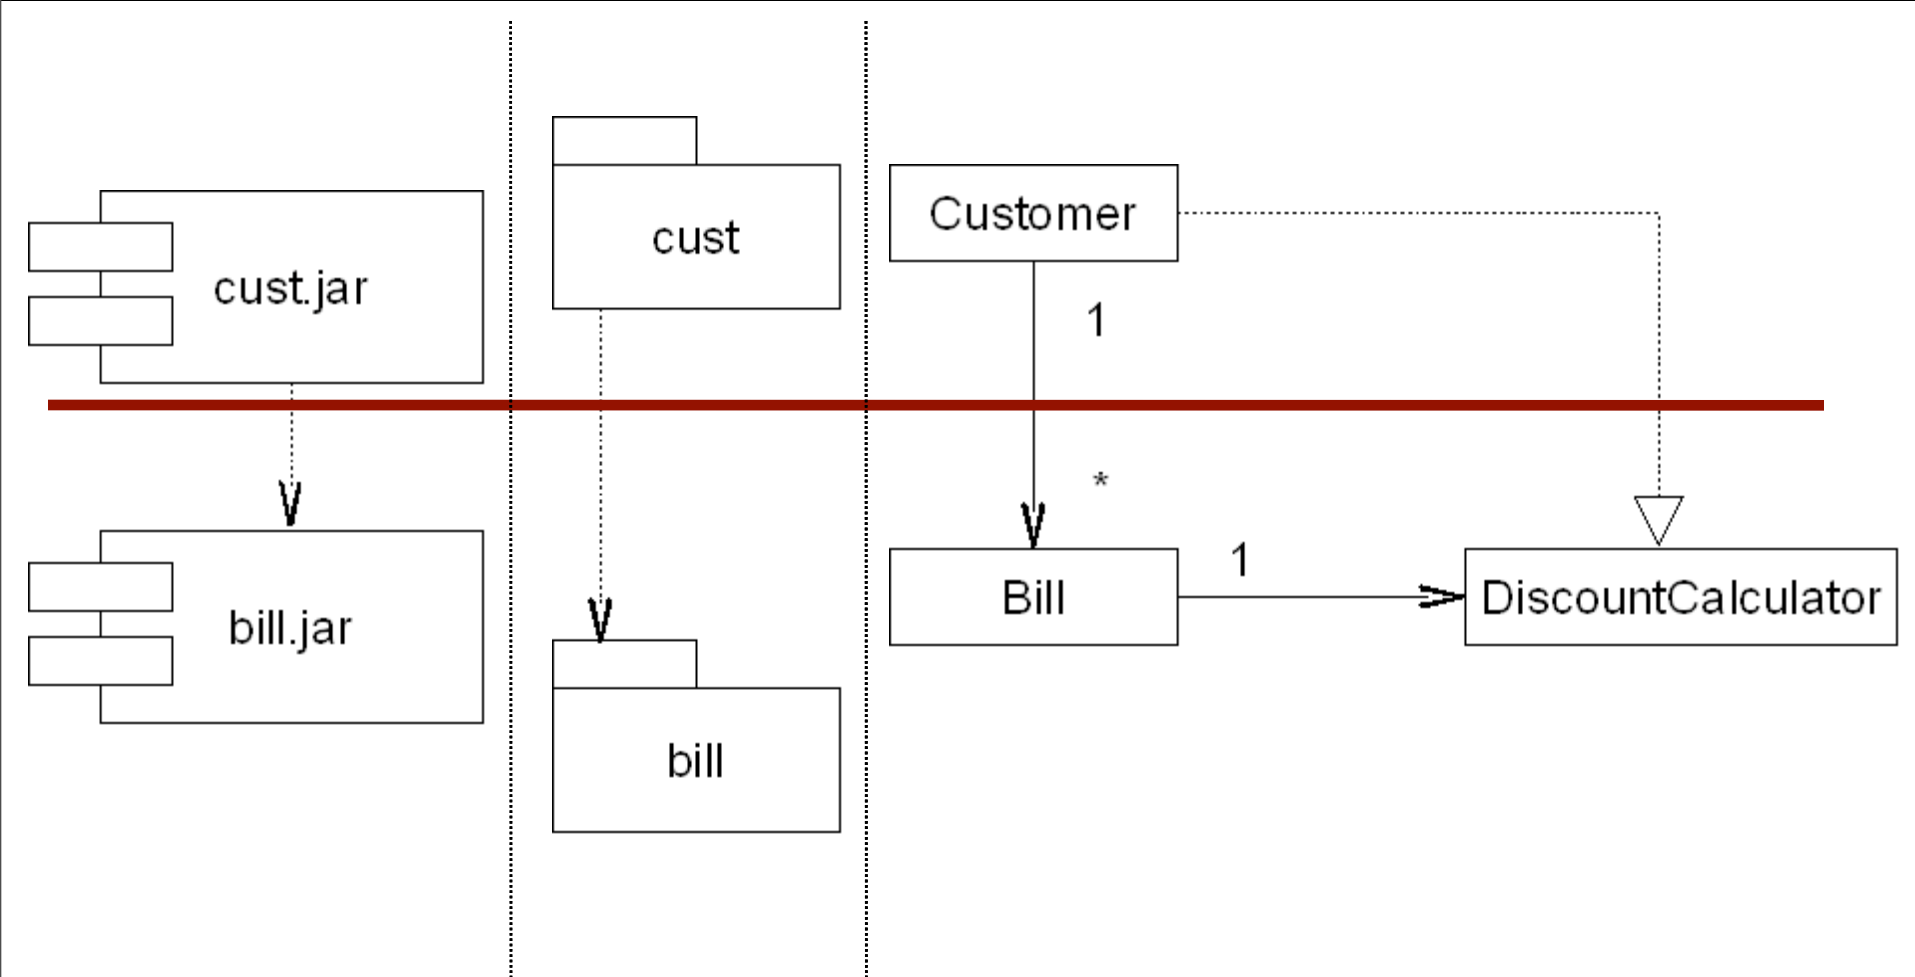 cust.jar
bill.jar
cust
bill
Customer
1
*
Bill
1
DiscountCalculator